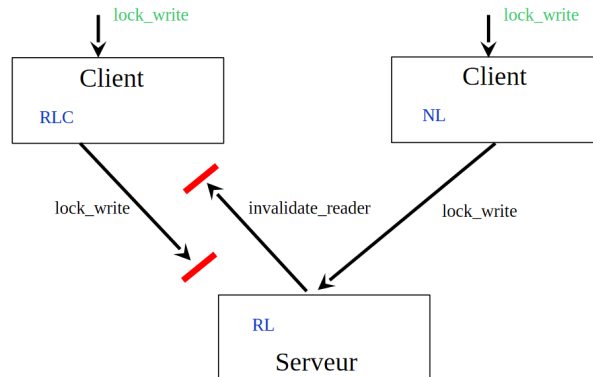 lock_write
lock_write
Client
Client
RLC
NL
lock_write
invalidate_reader
lock_write
RL
Serveur